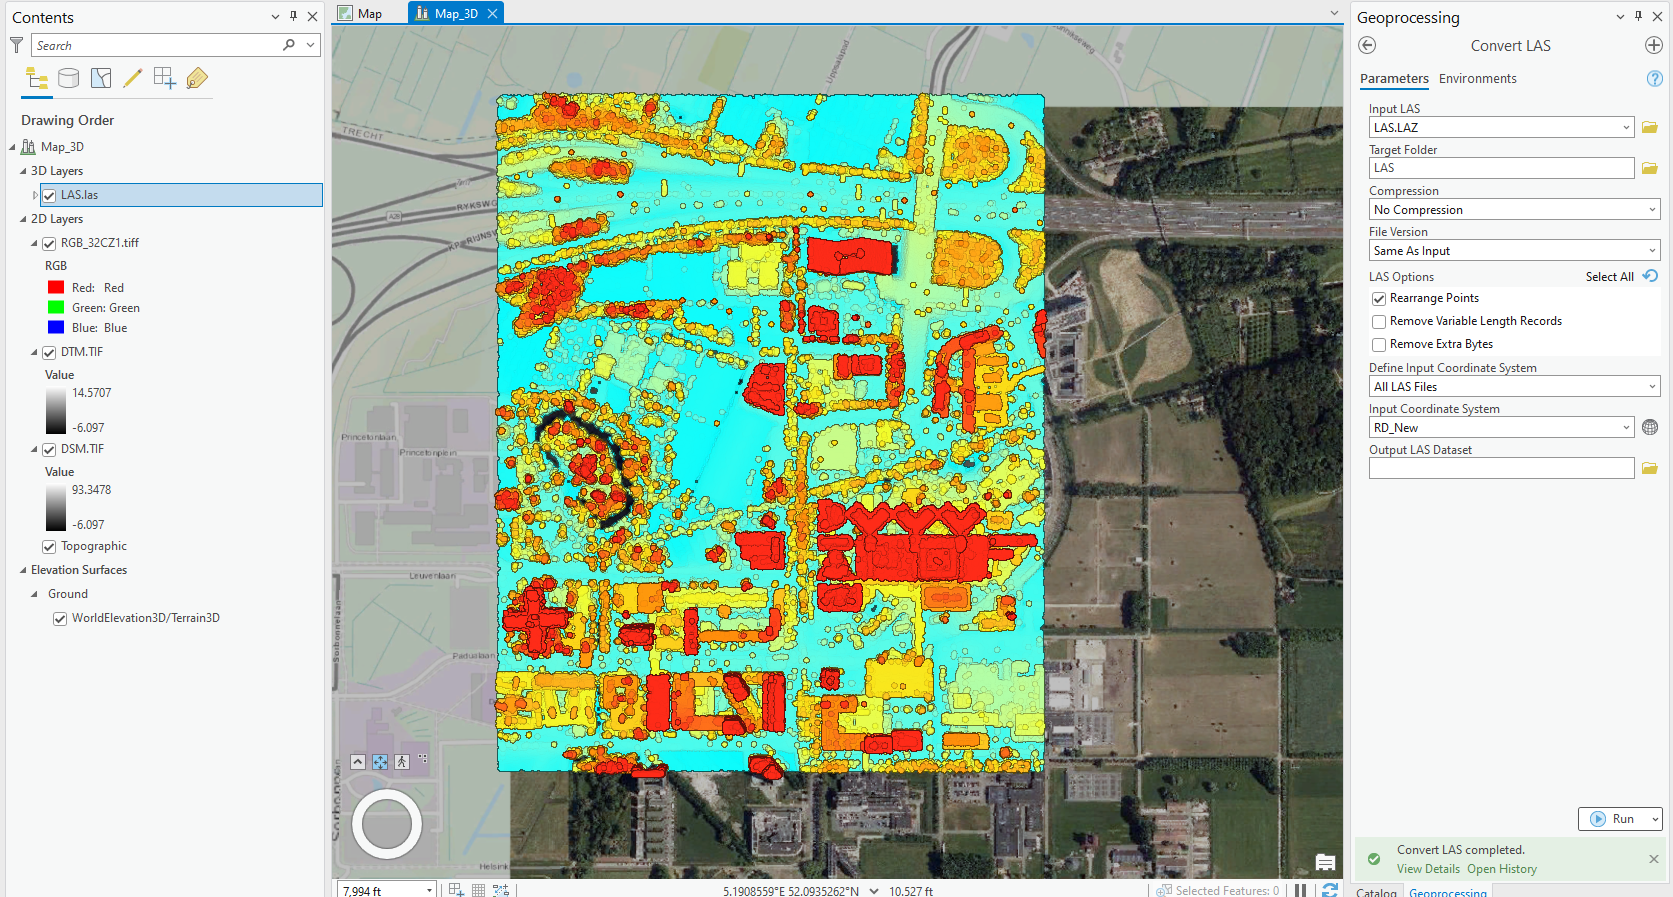 Contents
Search
Drawing Order
Map_3D
3D Layers
LAS.las
2D Layers
RGB_32CZ1.tiff
RGB
Red: Red
Green: Green
Blue: Blue
DTM.TIF
Value
14.5707
-6.097
DSM.TIF
Value
93.3478
-6.097
Topographic
Elevation Surfaces
Ground
WorldElevation3D/Terrain3D
Map
Map_3D
Uppsalapad
TRECHT
A28
RYKSW
KP RIJNSW
Princetonlaan
Princetonplein
Leuvenlaan
Sorbonnelaan
Padualaan
Helsink
7,994 ft
5.1908559°E 52.0935262°N
10.527 ft
Selected Features: 0
Geoprocessing
Convert LAS
Parameters Environments
Input LAS
LAS.LAZ
Target Folder
LAS
Compression
No Compression
File Version
Same As Input
LAS Options Select All
Rearrange Points
Remove Variable Length Records
Remove Extra Bytes
Define Input Coordinate System
All LAS Files
Input Coordinate System
RD_New
Output LAS Dataset
Run
Convert LAS completed.
View Details Open History
Catalog Geoprocessing